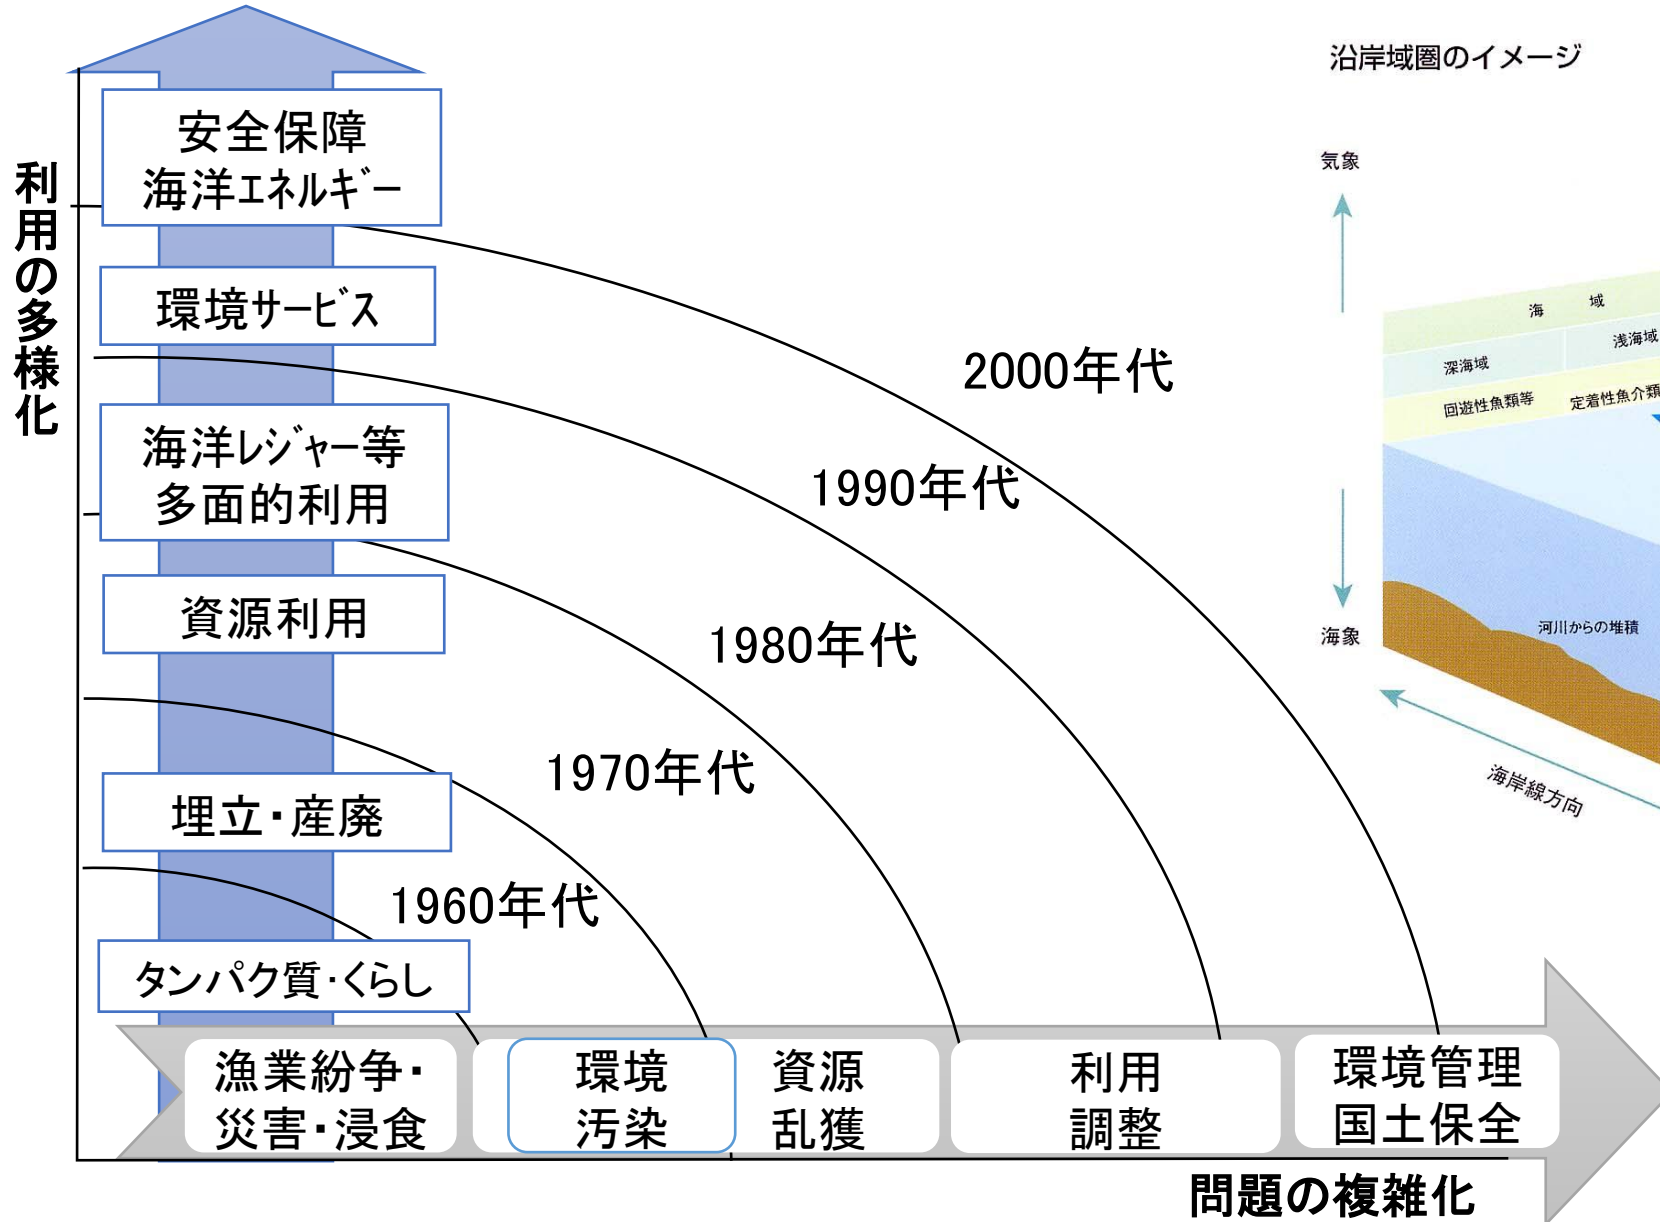 沿岸域圏のイメージ
利用の多様化
安全保障
海洋エネルギー
環境サービス
海洋レジャー等
多面的利用
資源利用
埋立・産廃
タンパク質・くらし
2000年代
1990年代
1980年代
1970年代
1960年代
漁業紛争・
災害・浸食
環境
汚染
資源
乱獲
利用
調整
環境管理
国土保全
問題の複雑化
気象
海象
海 域
深海域
浅海域
回遊性魚類等
定着性魚介類
河川からの堆積
海岸線方向